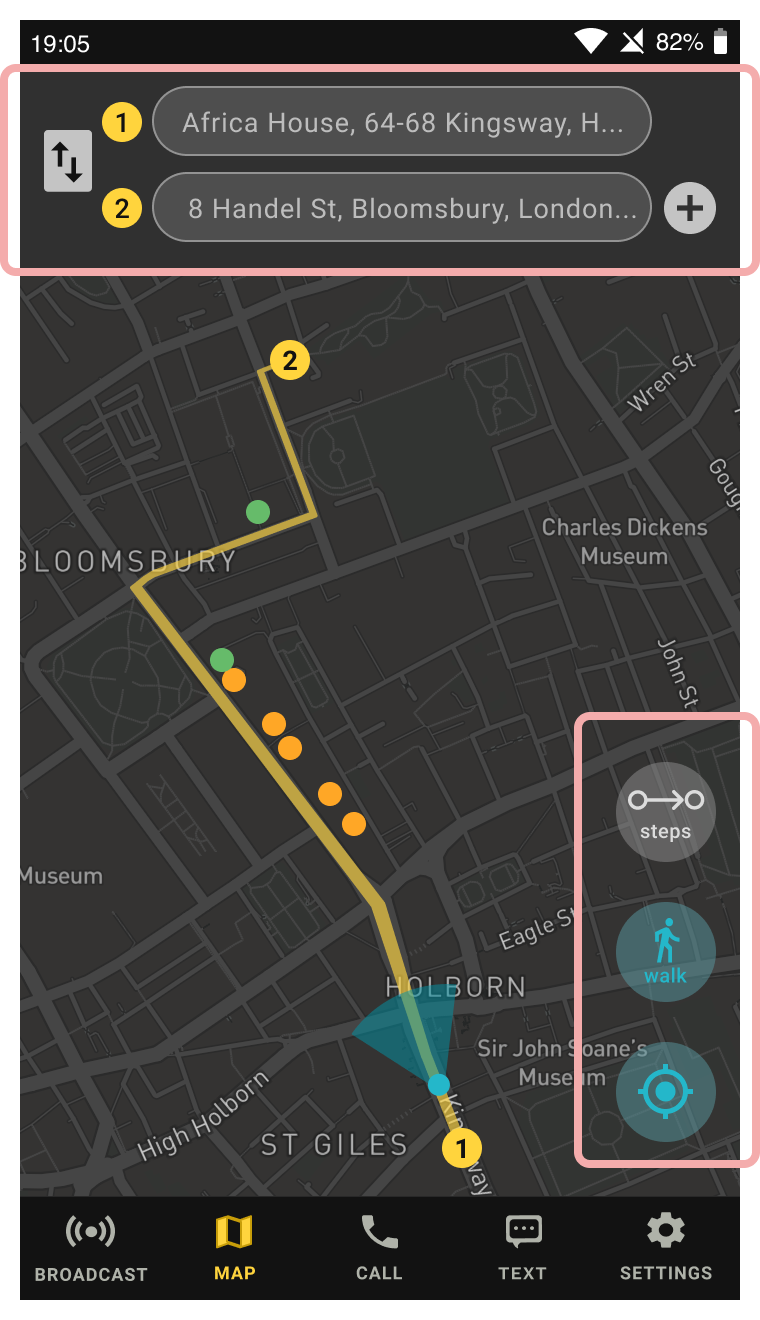 19:05
82%
1
Africa House, 64-68 Kingsway, H...
2
8 Handel St, Bloomsbury, London...
2
Wren St
Charles Dickens
Museum
BLOOMSBURY
John St
steps
Museum
Eagle St
walk
HOLBORN
Sir John Soane's
Museum
High Holborn
Kingsway
ST GILES
1
BROADCAST
MAP
CALL
TEXT
SETTINGS